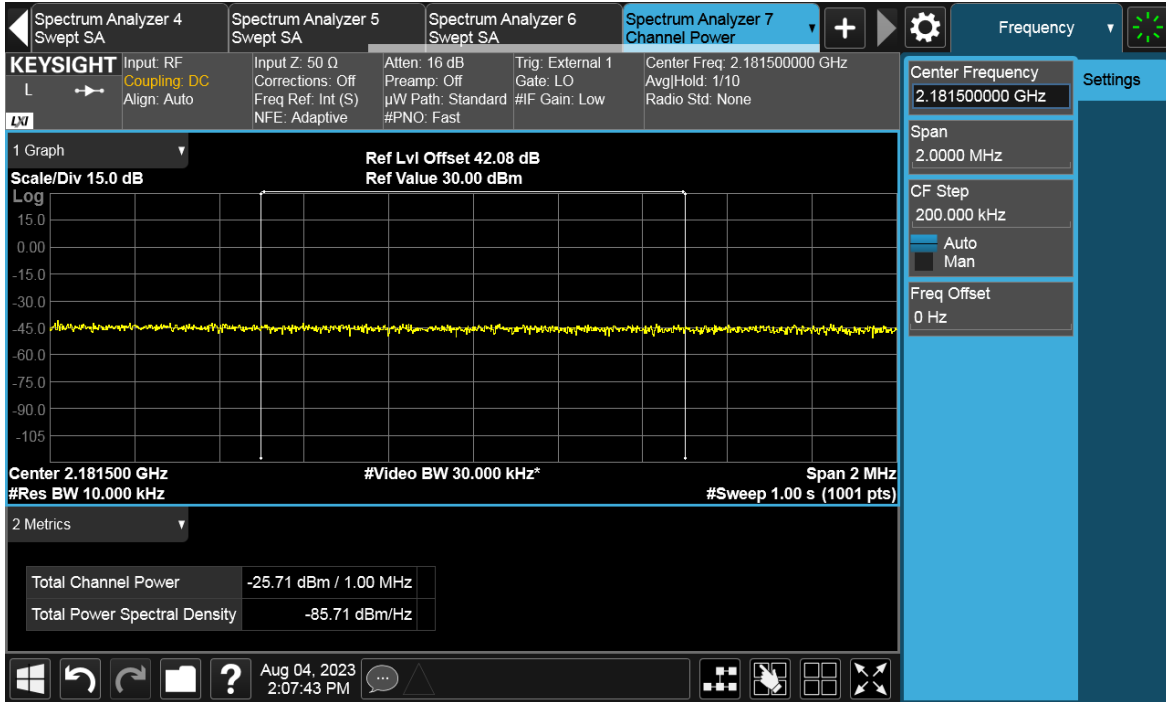 Spectrum Analyzer 4
Swept SA
Spectrum Analyzer 5
Swept SA
Spectrum Analyzer 6
Swept SA
Spectrum Analyzer 7
Channel Power
Frequency
KEYSIGHT
L
LXI
Input: RF
Coupling: DC
Align: Auto
Input Z: 50 Ω
Corrections: Off
Freq Ref: Int (S)
NFE: Adaptive
Atten: 16 dB
Preamp: Off
µW Path: Standard
#PNO: Fast
Trig: External 1
Gate: LO
#IF Gain: Low
Center Freq: 2.181500000 GHz
Avg|Hold: 1/10
Radio Std: None
Center Frequency
2.181500000 GHz
Settings
Span
2.0000 MHz
CF Step
200.000 kHz
Auto
Man
Freq Offset
0 Hz
1 Graph
Scale/Div 15.0 dB
Ref Lvl Offset 42.08 dB
Ref Value 30.00 dBm
Log
15.0
0.00
-15.0
-30.0
-45.0
-60.0
-75.0
-90.0
-105
Center 2.181500 GHz
#Video BW 30.000 kHz*
Span 2 MHz
#Res BW 10.000 kHz
#Sweep 1.00 s (1001 pts)
2 Metrics
Total Channel Power -25.71 dBm / 1.00 MHz
Total Power Spectral Density -85.71 dBm/Hz
?
Aug 04, 2023
2:07:43 PM